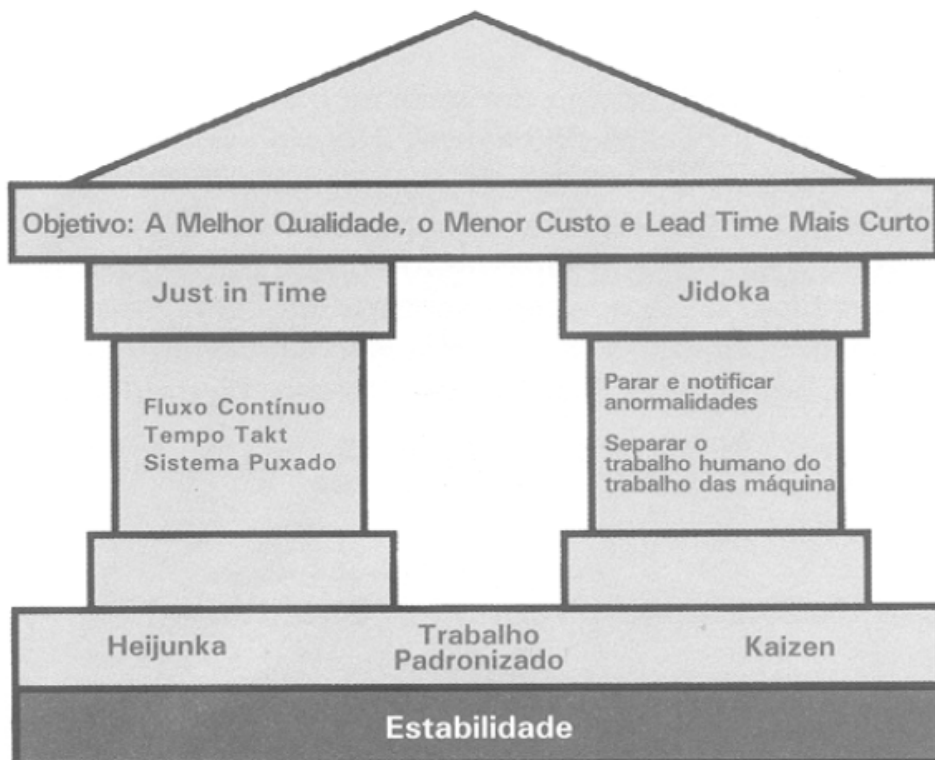 Objetivo: A Melhor Qualidade, o Menor Custo e Lead Time Mais Curto
Just in Time
Fluxo Contínuo
Tempo Takt
Sistema Puxado
Jidoka
Parar e notificar
anormalidades
Separar o
trabalho humano do
trabalho das máquina
Heijunka
Trabalho
Padronizado
Kaizen
Estabilidade